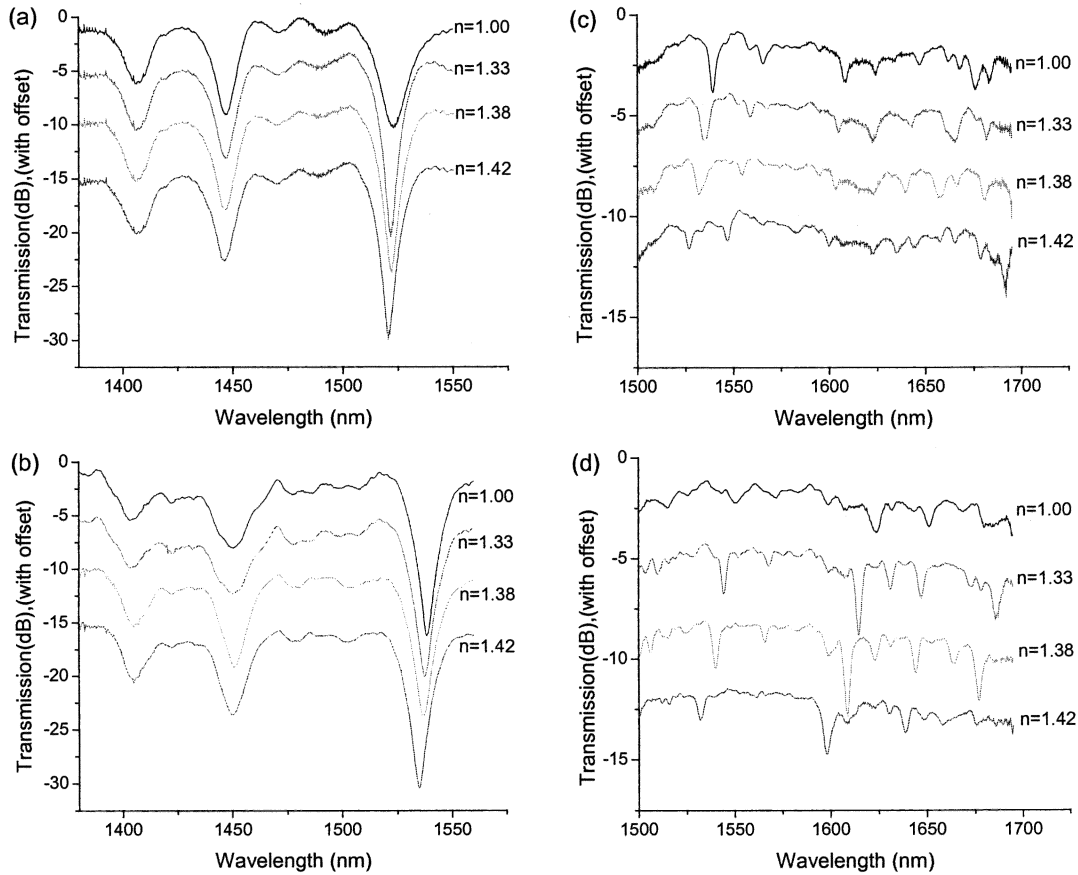 (a)
0
-5
-10
-15
-20
-25
-30
Transmission(dB),(with offset)
n=1.00
n=1.33
n=1.38
n=1.42
1400
1450
1500
1550
Wavelength (nm)
(c)
0
-5
-10
-15
Transmission(dB),(with offset)
n=1.00
n=1.33
n=1.38
n=1.42
1500
1550
1600
1650
1700
Wavelength (nm)
(b)
0
-5
-10
-15
-20
-25
-30
Transmission(dB),(with offset)
n=1.00
n=1.33
n=1.38
n=1.42
1400
1450
1500
1550
Wavelength (nm)
(d)
0
-5
-10
-15
Transmission(dB),(with offset)
n=1.00
n=1.33
n=1.38
n=1.42
1500
1550
1600
1650
1700
Wavelength (nm)